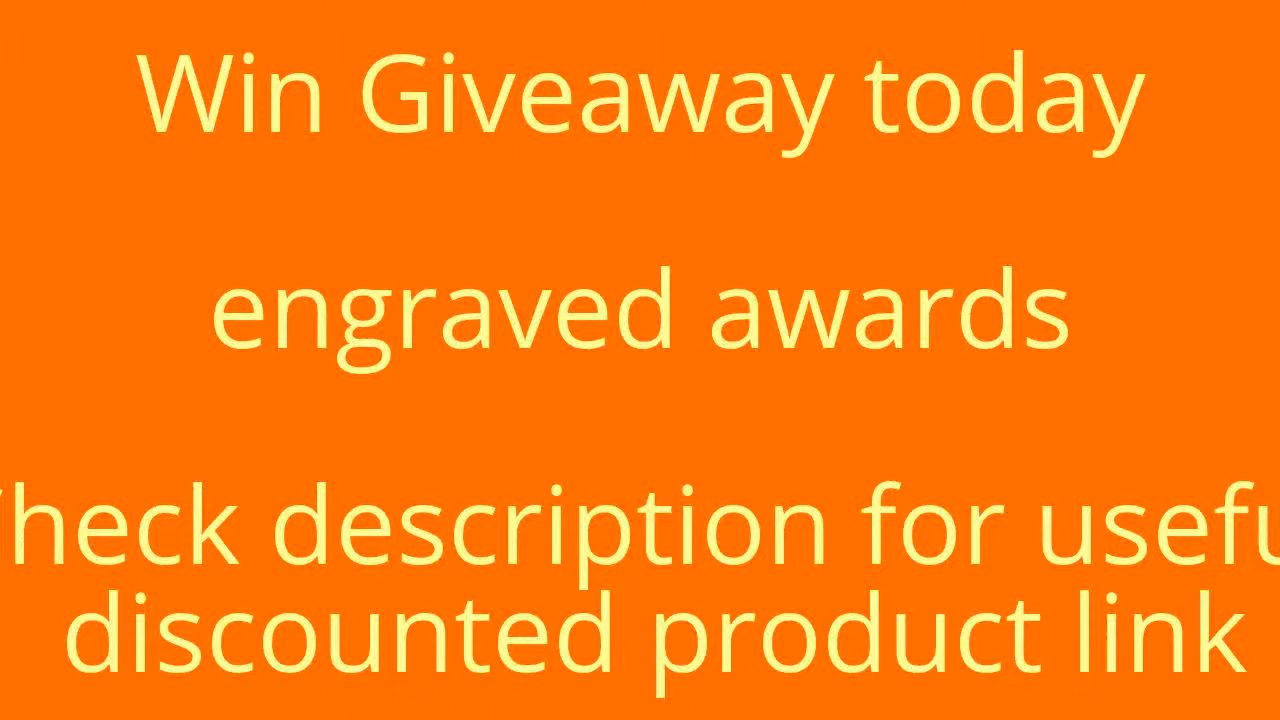 Win Giveaway today
engraved awards
heck description for usefu
discounted product link